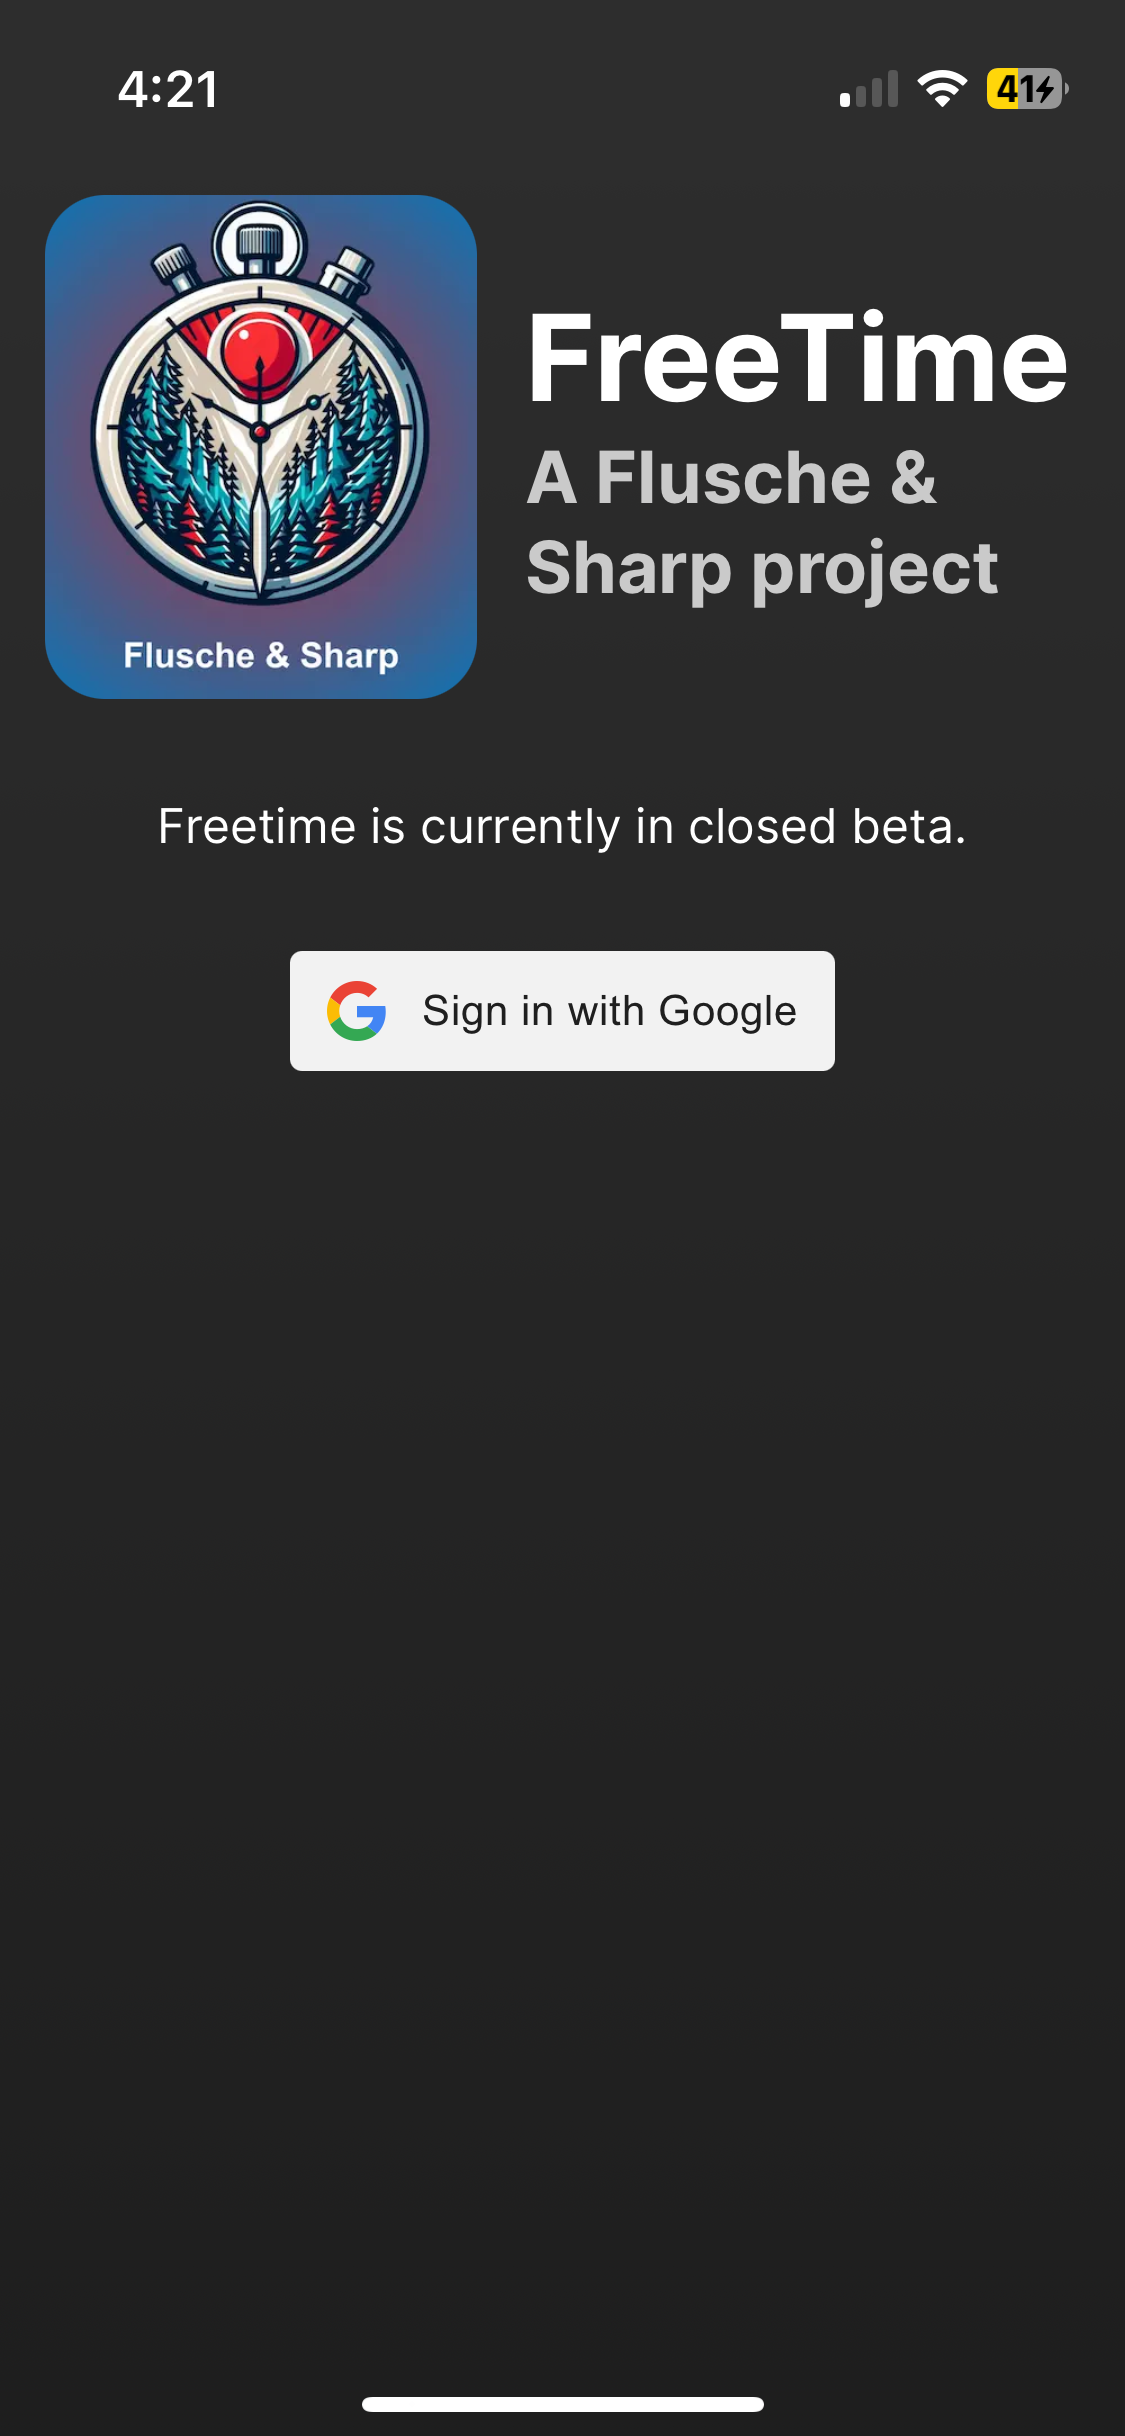 4:21
41
FreeTime
A Flusche &
Sharp project
Flusche & Sharp
Freetime is currently in closed beta.
Sign in with Google